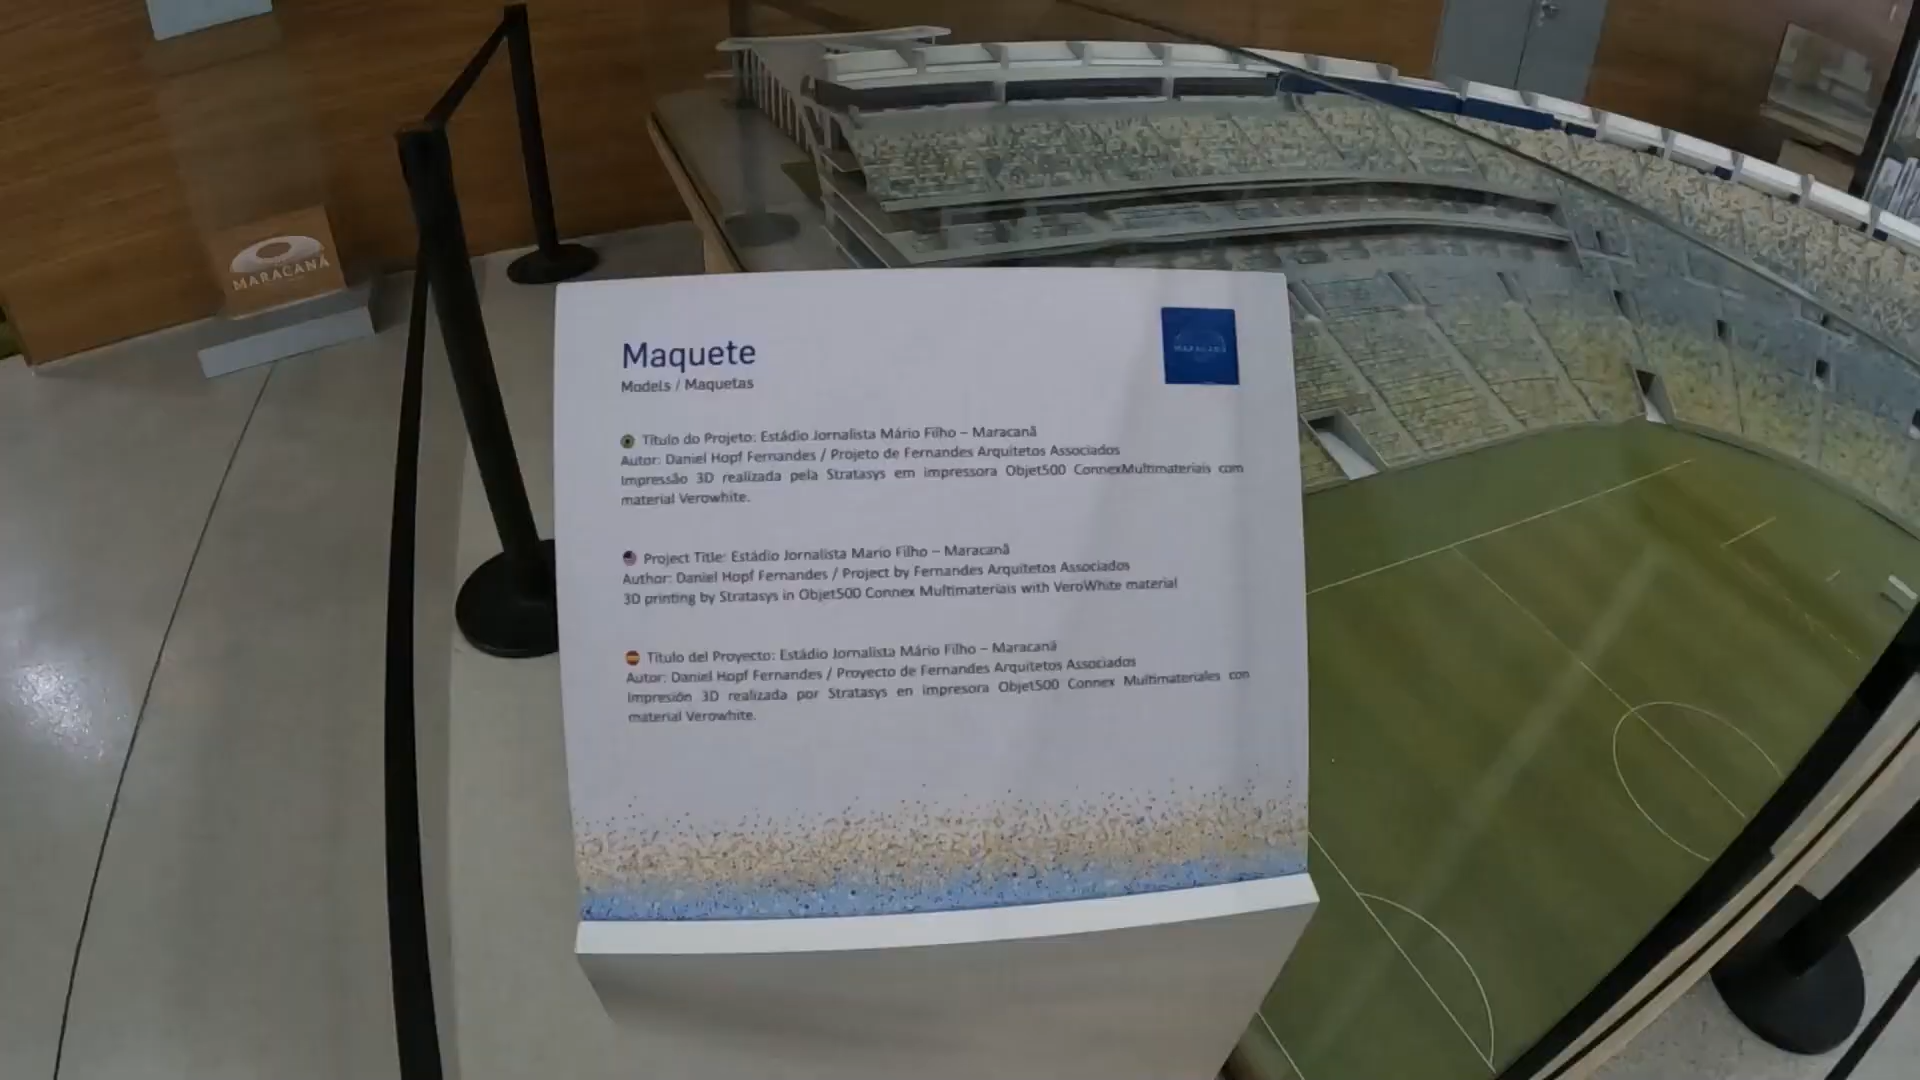 MARACANÃ
Maquete
MARACANÃ
Models / Maquetas
Título do Projeto: Estádio Jornalista Mário Filho – Maracanã
Autor: Daniel Hopf Fernandes / Projeto de Fernandes Arquitetos Associados
Impressão 3D realizada pela Stratasys em impressora Objet500 ConnexMultimateriais com
material Verowhite.
Project Title: Estádio Jornalista Mario Filho – Maracanã
Author: Daniel Hopf Fernandes / Project by Fernandes Arquitetos Associados
3D printing by Stratasys in Objet500 Connex Multimateriais with VeroWhite material
Título del Proyecto: Estádio Jornalista Mário Filho – Maracanã
Autor: Daniel Hopf Fernandes / Proyecto de Fernandes Arquitetos Associados
Impresión 3D realizada por Stratasys en impresora Objet500 Connex Multimateriales con
material Verowhite.